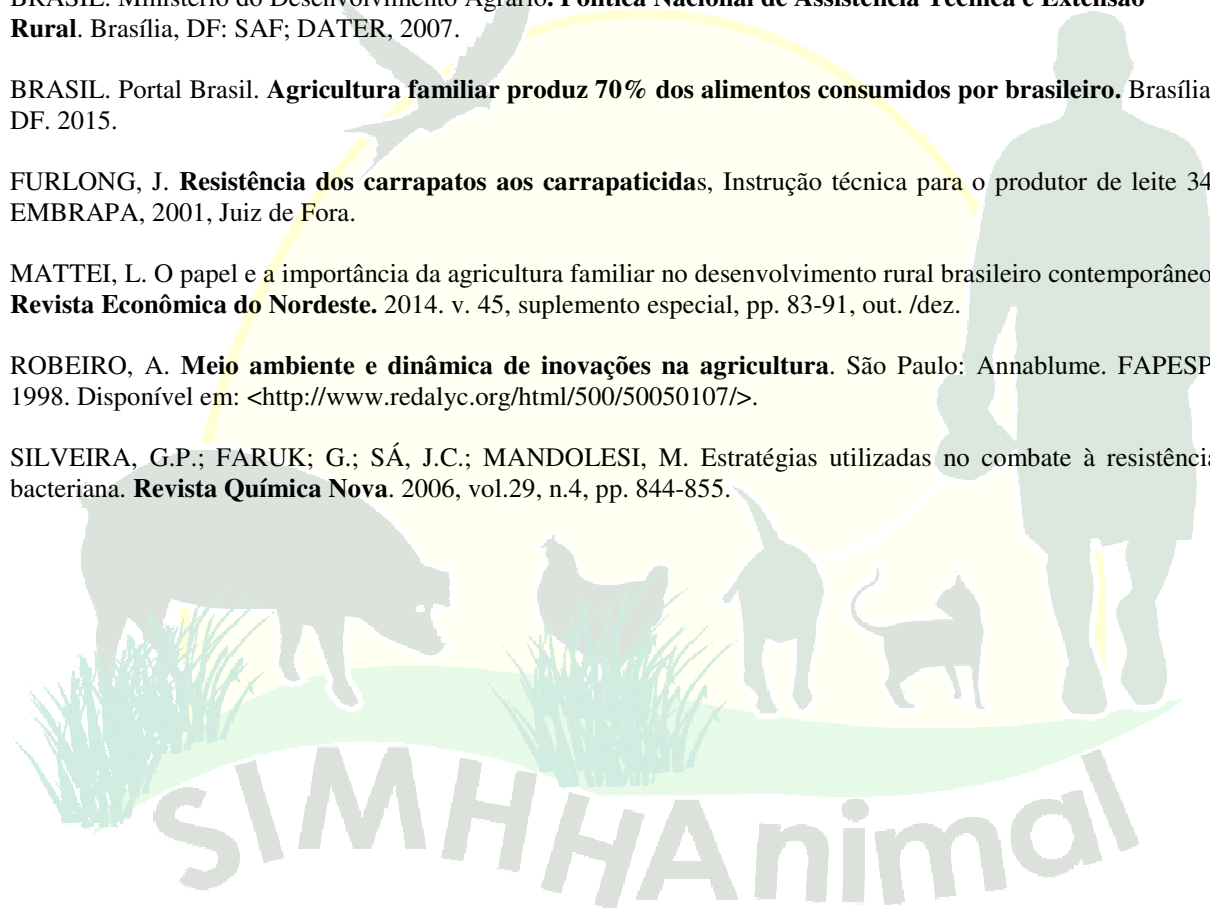 BRASIL. Ministério do Desenvolvimento Agrário. Política Nacional de Assistência Técnica e Extensão
Rural. Brasília, DF: SAF; DATER, 2007.
BRASIL. Portal Brasil. Agricultura familiar produz 70% dos alimentos consumidos por brasileiro. Brasília
DF. 2015.
FURLONG, J. Resistência dos carrapatos aos carrapaticidas, Instrução técnica para o produtor de leite 34
EMBRAPA, 2001, Juiz de Fora.
MATTEI, L. O papel e a importância da agricultura familiar no desenvolvimento rural brasileiro contemporâneo
Revista Econômica do Nordeste. 2014. v. 45, suplemento especial, pp. 83-91, out. /dez.
ROBEIRO, A. Meio ambiente e dinâmica de inovações na agricultura. São Paulo: Annablume. FAPESP
1998. Disponível em: <http://www.redalyc.org/html/500/50050107/>.
SILVEIRA, G.P.; FARUK; G.; SÁ, J.C.; MANDOLESI, M. Estratégias utilizadas no combate à resistência
bacteriana. Revista Química Nova. 2006, vol.29, n.4, pp. 844-855.
SIMHHAnimal